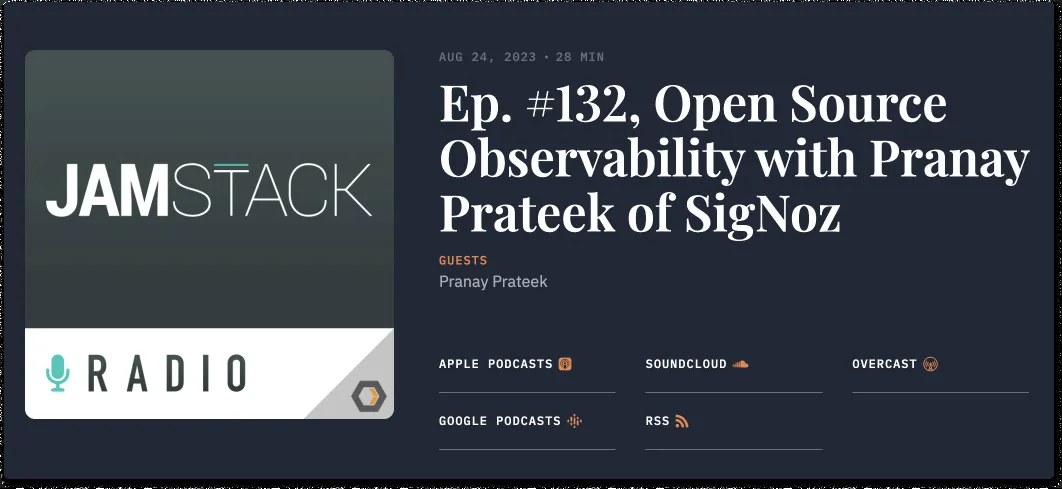 JAMSTACK
RADIO
AUG 24, 2023 • 28 MIN
Ep. #132, Open Source
Observability with Pranay
Prateek of SigNoz
GUESTS
Pranay Prateek
APPLE PODCASTS
SOUNDCLOUD
OVERCAST
GOOGLE PODCASTS
RSS